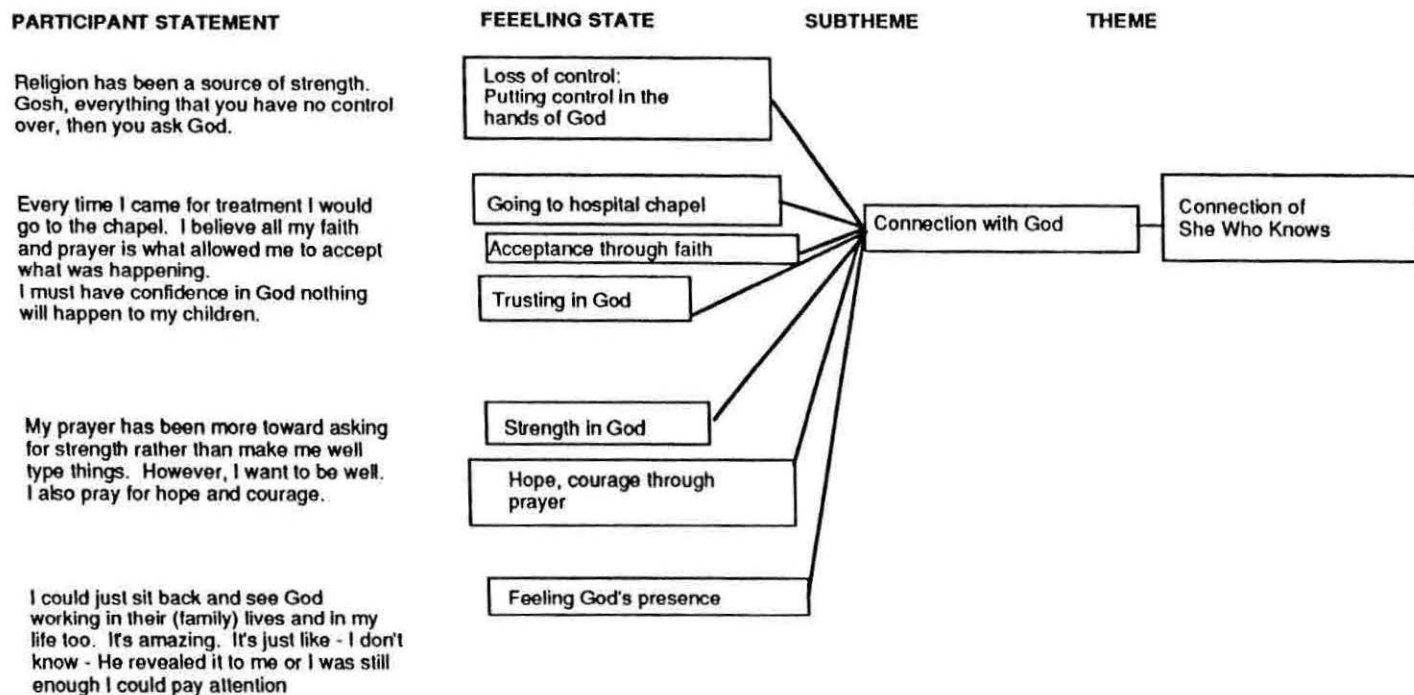 PARTICIPANT STATEMENT
FEEELING STATE
SUBTHEME
THEME
Religion has been a source of strength.
Gosh, everything that you have no control
over, then you ask God.
Loss of control:
Putting control in the
hands of God
Every time I came for treatment I would
go to the chapel. I believe all my faith
and prayer is what allowed me to accept
what was happening.
I must have confidence in God nothing
will happen to my children.
Going to hospital chapel
Acceptance through faith
Trusting in God
Connection with God
Connection of
She Who Knows
My prayer has been more toward asking
for strength rather than make me well
type things. However, I want to be well.
I also pray for hope and courage.
Strength in God
Hope, courage through
prayer
I could just sit back and see God
working in their (family) lives and in my
life too. It's amazing. It's just like - I don't
know - He revealed it to me or I was still
enough I could pay attention
Feeling God's presence